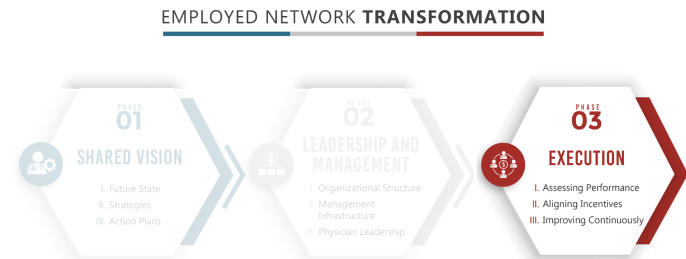 EMPLOYED NETWORK TRANSFORMATION
PHASE
01
SHARED VISION
I. Future State
II. Strategies
III. Action Plans
PHASE
02
LEADERSHIP AND
MANAGEMENT
I. Organizational Structure
II. Management
Infrastructure
III. Physician Leadership
PHASE
03
EXECUTION
I. Assessing Performance
II. Aligning Incentives
III. Improving Continuously